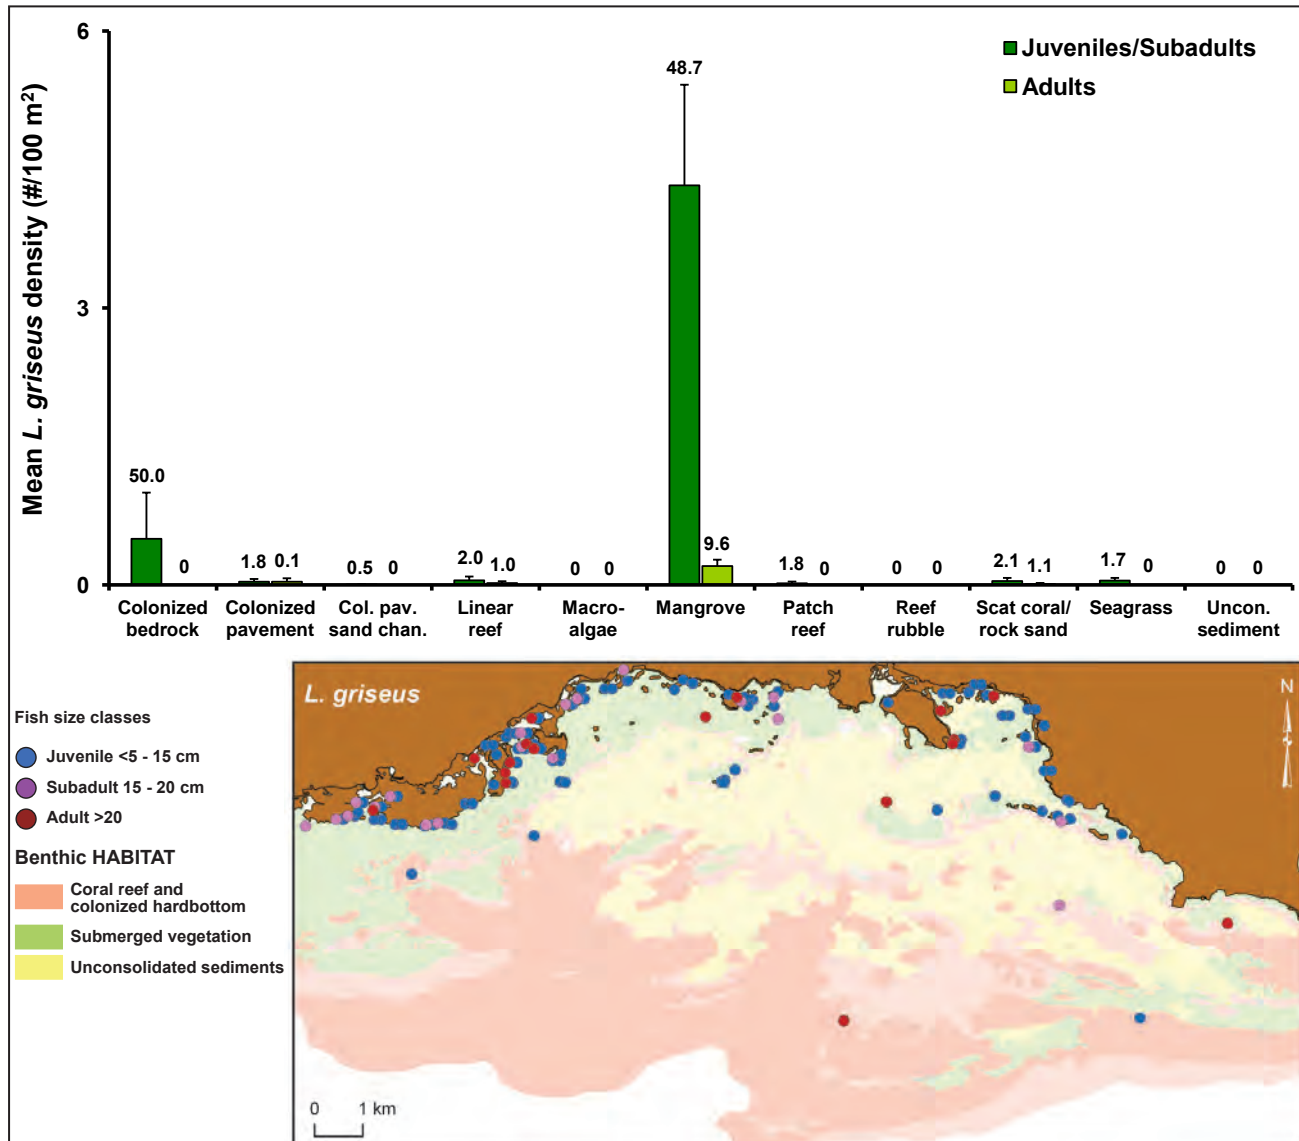 6
3
0
Mean L. griseus density (#/100 m²)
Juveniles/Subadults
Adults
50.0
0
1.8
0.1
0.5
0
2.0
1.0
0
0
48.7
9.6
1.8
0
0
0
2.1
1.1
1.7
0
0
0
Colonized
bedrock
Colonized
pavement
Col. pav.
sand chan.
Linear
reef
Macro-
algae
Mangrove
Patch
reef
Reef
rubble
Scat coral/
rock sand
Seagrass
Uncon.
sediment
Fish size classes
Juvenile <5 - 15 cm
Subadult 15 - 20 cm
Adult >20
Benthic HABITAT
Coral reef and
colonized hardbottom
Submerged vegetation
Unconsolidated sediments
L. griseus
N
0 1 km